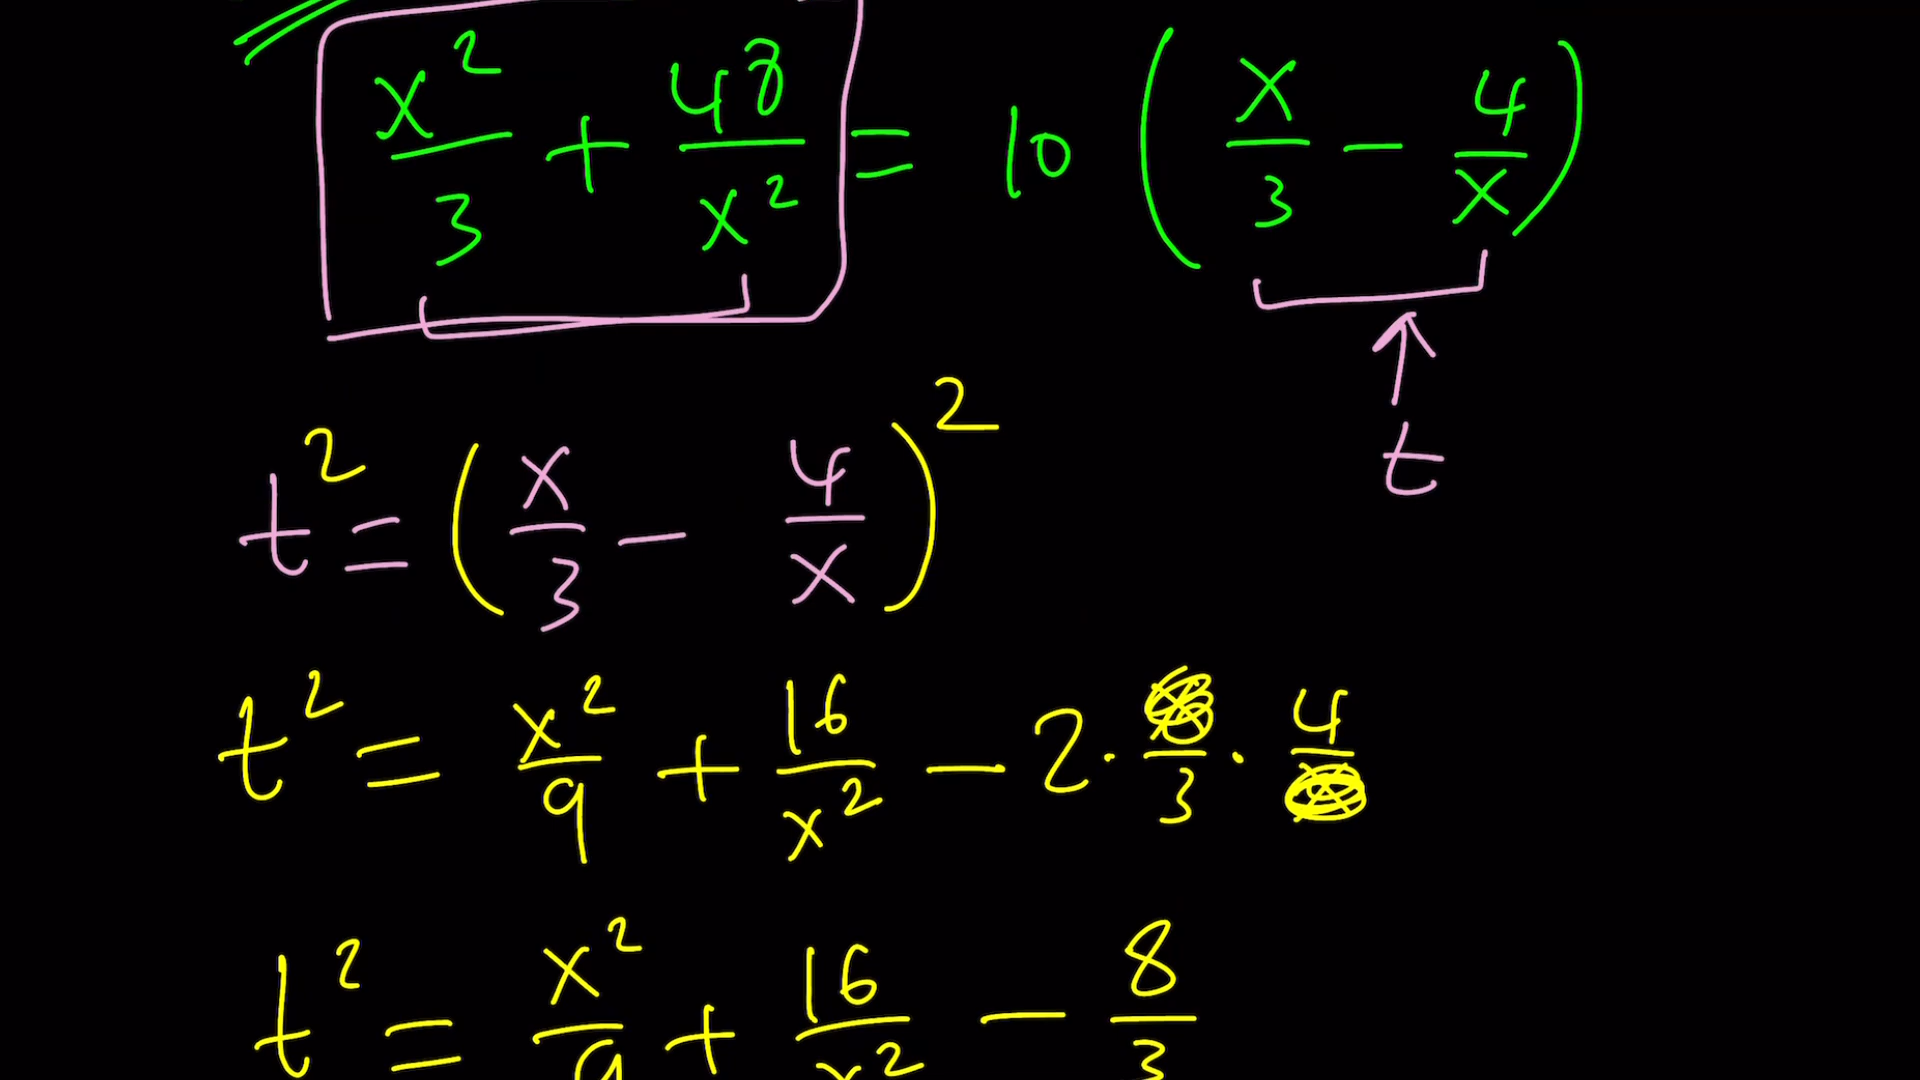 x²/3 + 48/x² = 10 (x/3 − 4/x)
t
t² = (x/3 − 4/x)²
t² = x²/9 + 16/x² − 2 · /3 · 4/
t² = x²/9 + 16/x² − 8/3